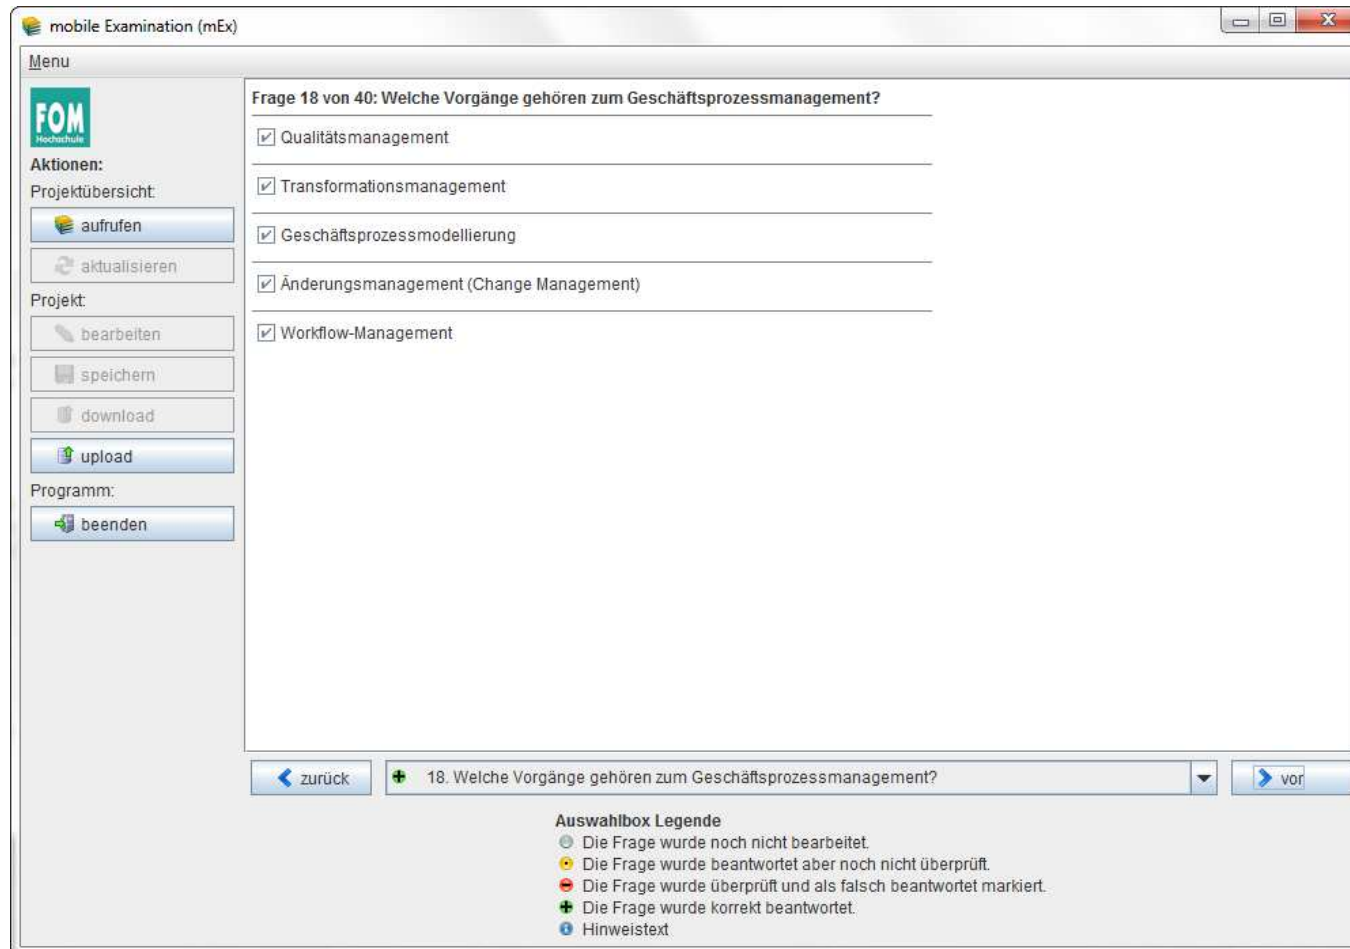 mobile Examination (mEx)
Menu
FOM
Hochschule
Aktionen:
Projektübersicht:
aufrufen
aktualisieren
Projekt:
bearbeiten
speichern
download
upload
Programm:
beenden
Frage 18 von 40: Welche Vorgänge gehören zum Geschäftsprozessmanagement?
Qualitätsmanagement
Transformationsmanagement
Geschäftsprozessmodellierung
Änderungsmanagement (Change Management)
Workflow-Management
zurück
18. Welche Vorgänge gehören zum Geschäftsprozessmanagement?
vor
Auswahlbox Legende
Die Frage wurde noch nicht bearbeitet.
Die Frage wurde beantwortet aber noch nicht überprüft.
Die Frage wurde überprüft und als falsch beantwortet markiert.
Die Frage wurde korrekt beantwortet.
Hinweistext